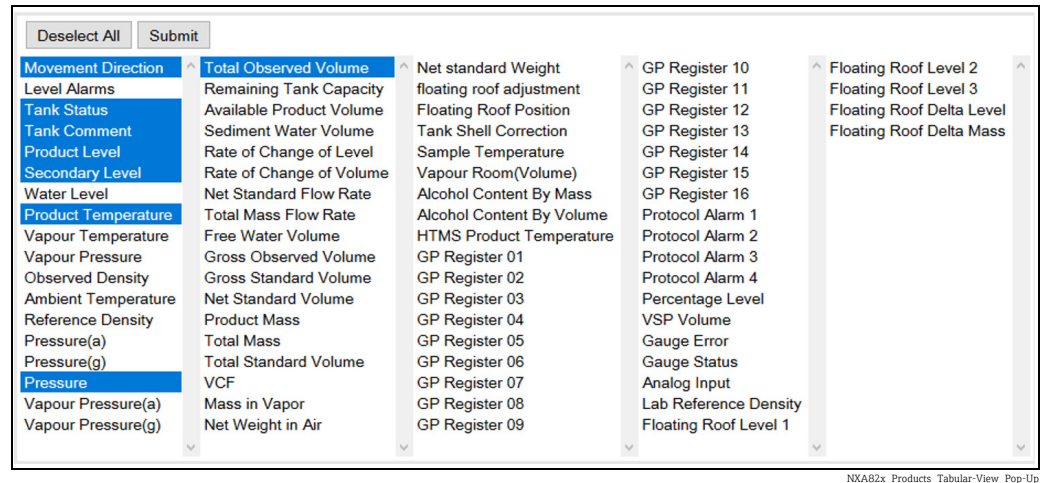 Deselect All
Submit
Movement Direction
Level Alarms
Tank Status
Tank Comment
Product Level
Secondary Level
Water Level
Product Temperature
Vapour Temperature
Vapour Pressure
Observed Density
Ambient Temperature
Reference Density
Pressure(a)
Pressure(g)
Pressure
Vapour Pressure(a)
Vapour Pressure(g)
Total Observed Volume
Remaining Tank Capacity
Available Product Volume
Sediment Water Volume
Rate of Change of Level
Rate of Change of Volume
Net Standard Flow Rate
Total Mass Flow Rate
Free Water Volume
Gross Observed Volume
Gross Standard Volume
Net Standard Volume
Product Mass
Total Mass
Total Standard Volume
VCF
Mass in Vapor
Net Weight in Air
Net standard Weight
floating roof adjustment
Floating Roof Position
Tank Shell Correction
Sample Temperature
Vapour Room(Volume)
Alcohol Content By Mass
Alcohol Content By Volume
HTMS Product Temperature
GP Register 01
GP Register 02
GP Register 03
GP Register 04
GP Register 05
GP Register 06
GP Register 07
GP Register 08
GP Register 09
GP Register 10
GP Register 11
GP Register 12
GP Register 13
GP Register 14
GP Register 15
GP Register 16
Protocol Alarm 1
Protocol Alarm 2
Protocol Alarm 3
Protocol Alarm 4
Percentage Level
VSP Volume
Gauge Error
Gauge Status
Analog Input
Lab Reference Density
Floating Roof Level 1
Floating Roof Level 2
Floating Roof Level 3
Floating Roof Delta Level
Floating Roof Delta Mass
NXA82x_Products_Tabular-View_Pop-Up